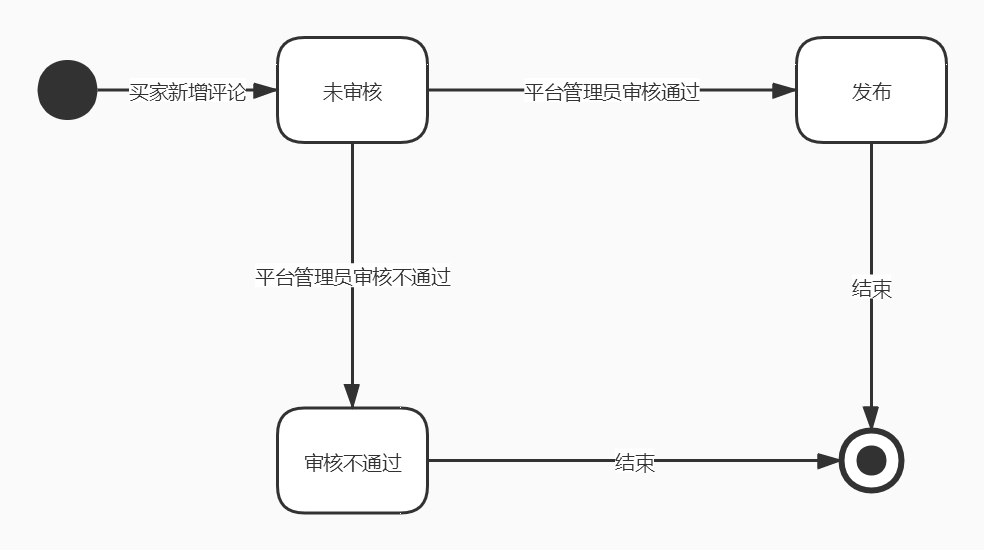 买家新增评论
未审核
平台管理员审核通过
发布
平台管理员审核不通过
结束
审核不通过
结束